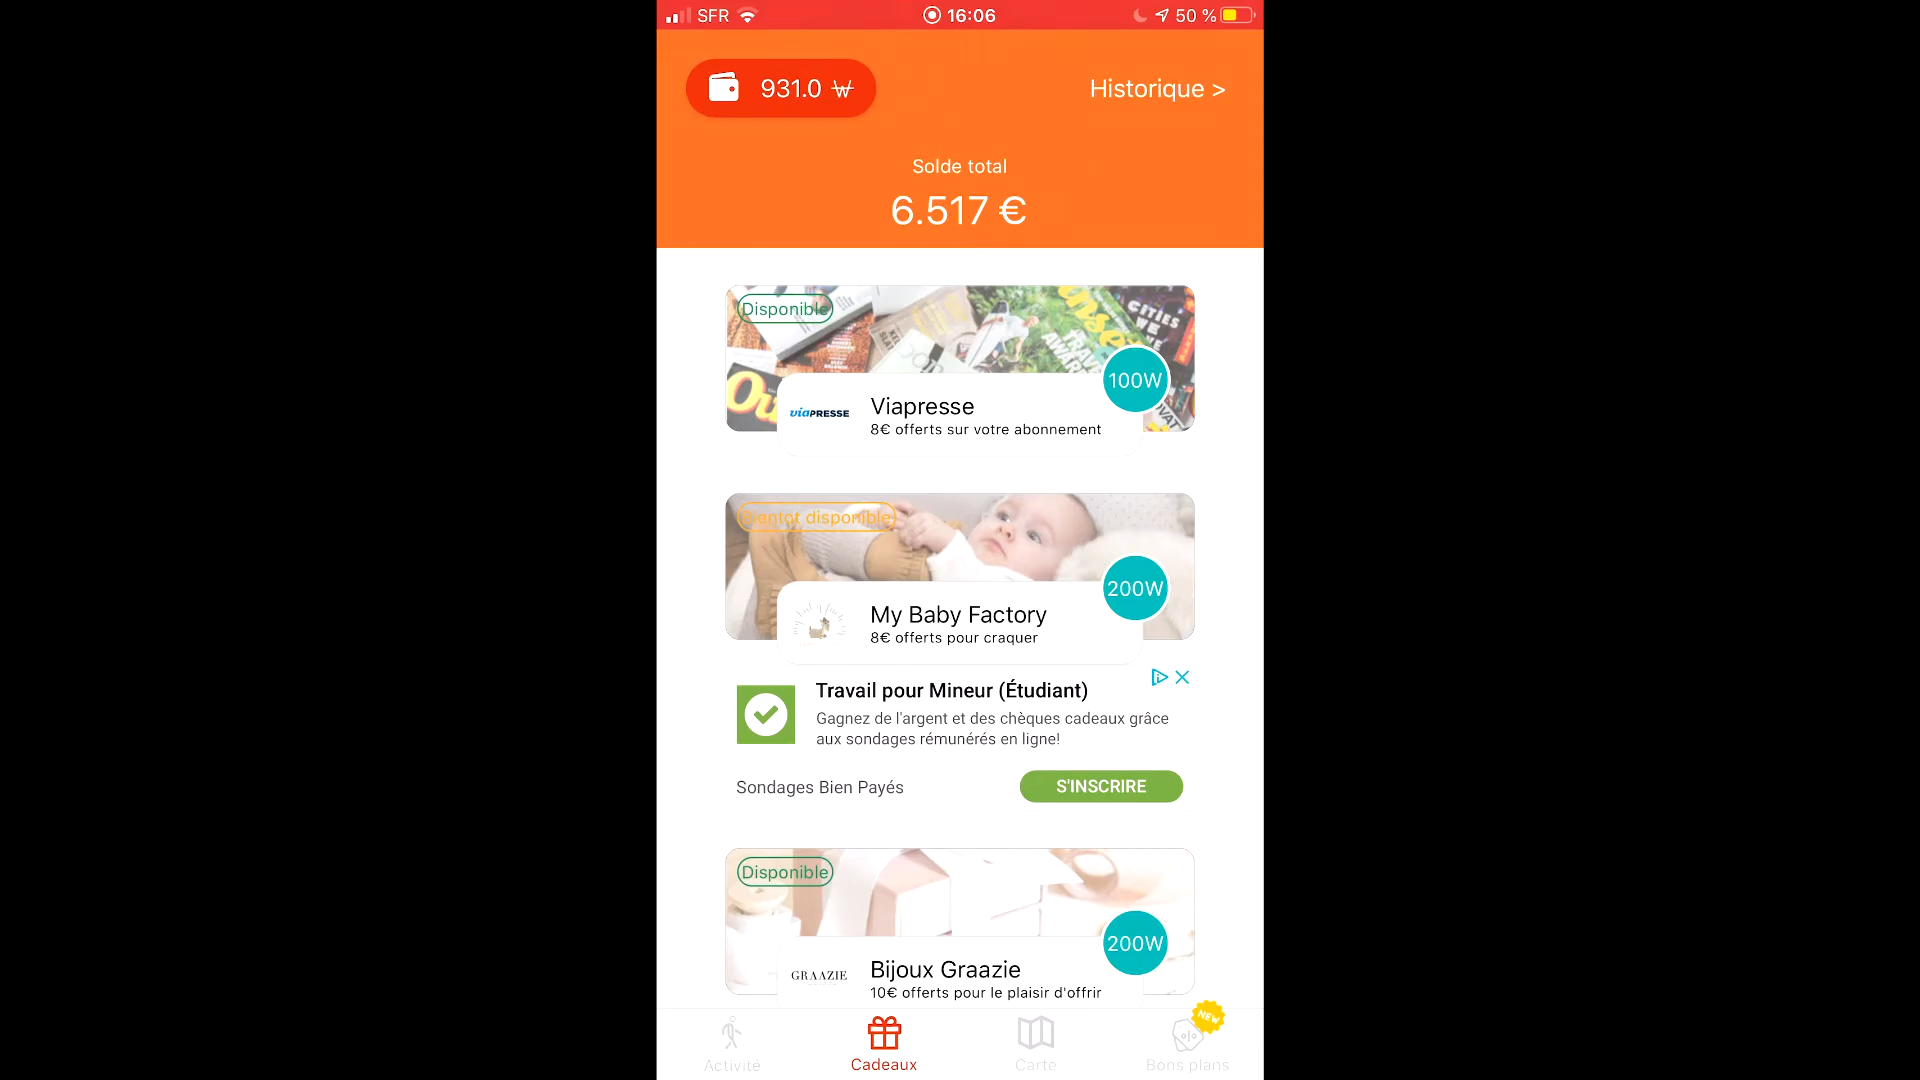 SFR 16:06 50 %
931.0 ₩ Historique >
Solde total
6.517 €
Disponible
CITIES
WE
100W
VIAPRESSE
Viapresse
8€ offerts sur votre abonnement
Bientot disponible
200W
My Baby Factory
8€ offerts pour craquer
Travail pour Mineur (Étudiant)
Gagnez de l'argent et des chèques cadeaux grâce
aux sondages rémunérés en ligne!
Sondages Bien Payés S'INSCRIRE
Disponible
200W
GRAAZIE
Bijoux Graazie
10€ offerts pour le plaisir d'offrir
NEW
Activité Cadeaux Carte Bons plans